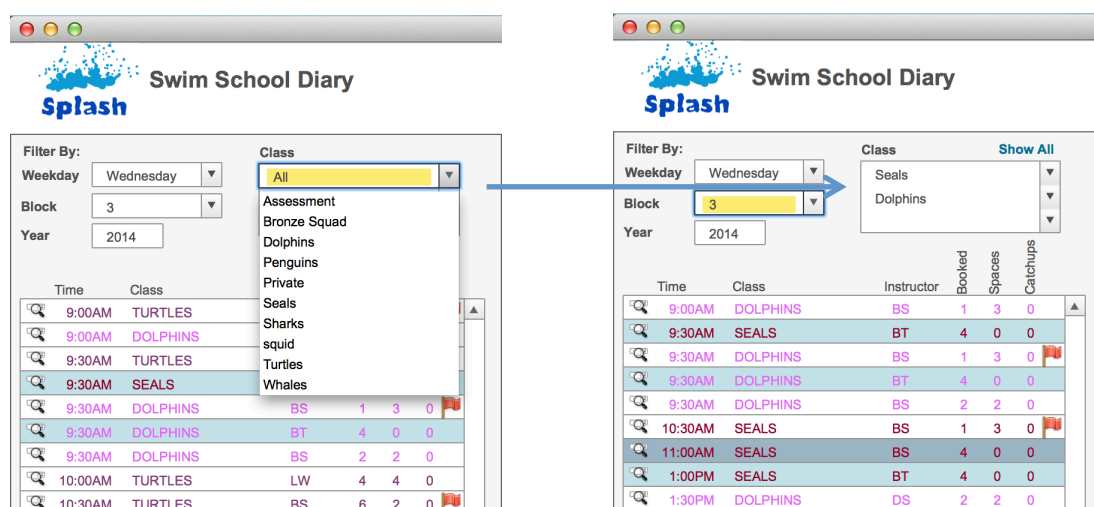 Splash
Swim School Diary
Filter By:
Class
Weekday Wednesday
All
Block 3
Year 2014
Assessment
Bronze Squad
Dolphins
Penguins
Private
Seals
Sharks
squid
Turtles
Whales
Time Class
9:00AM TURTLES
9:00AM DOLPHINS
9:30AM TURTLES
9:30AM SEALS
9:30AM DOLPHINS BS 1 3 0
9:30AM DOLPHINS BT 4 0 0
9:30AM DOLPHINS BS 2 2 0
10:00AM TURTLES LW 4 4 0
10:30AM TURTLES BS 6 2 0
Splash
Swim School Diary
Filter By:
Class Show All
Weekday Wednesday
Seals
Block 3
Dolphins
Year 2014
Time Class Instructor Booked Spaces Catchups
9:00AM DOLPHINS BS 1 3 0
9:30AM SEALS BT 4 0 0
9:30AM DOLPHINS BS 1 3 0
9:30AM DOLPHINS BT 4 0 0
9:30AM DOLPHINS BS 2 2 0
10:30AM SEALS BS 1 3 0
11:00AM SEALS BS 4 0 0
1:00PM SEALS BT 4 0 0
1:30PM DOLPHINS DS 2 2 0